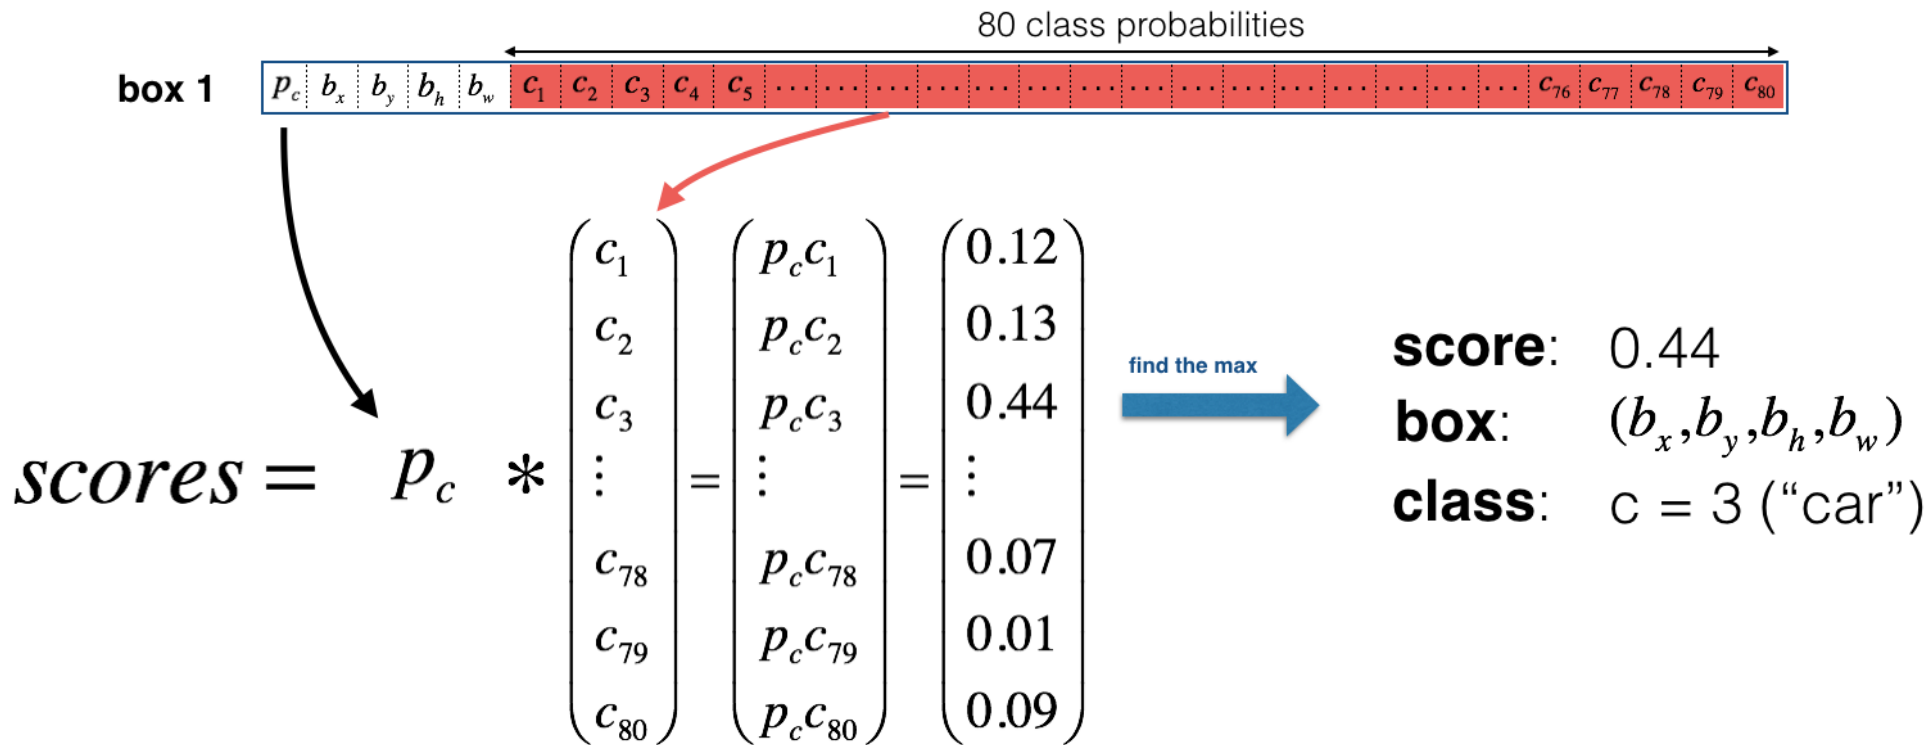 80 class probabilities
box 1 p_c b_x b_y b_h b_w c_1 c_2 c_3 c_4 c_5 ... ... ... ... ... ... ... ... ... ... ... ... ... ... ... c_76 c_77 c_78 c_79 c_80
scores = p_c * (c_1 c_2 c_3 ⋮ c_78 c_79 c_80) = (p_c c_1 p_c c_2 p_c c_3 ⋮ p_c c_78 p_c c_79 p_c c_80) = (0.12 0.13 0.44 ⋮ 0.07 0.01 0.09)
find the max
score: 0.44
box: (b_x,b_y,b_h,b_w)
class: c = 3 (“car”)